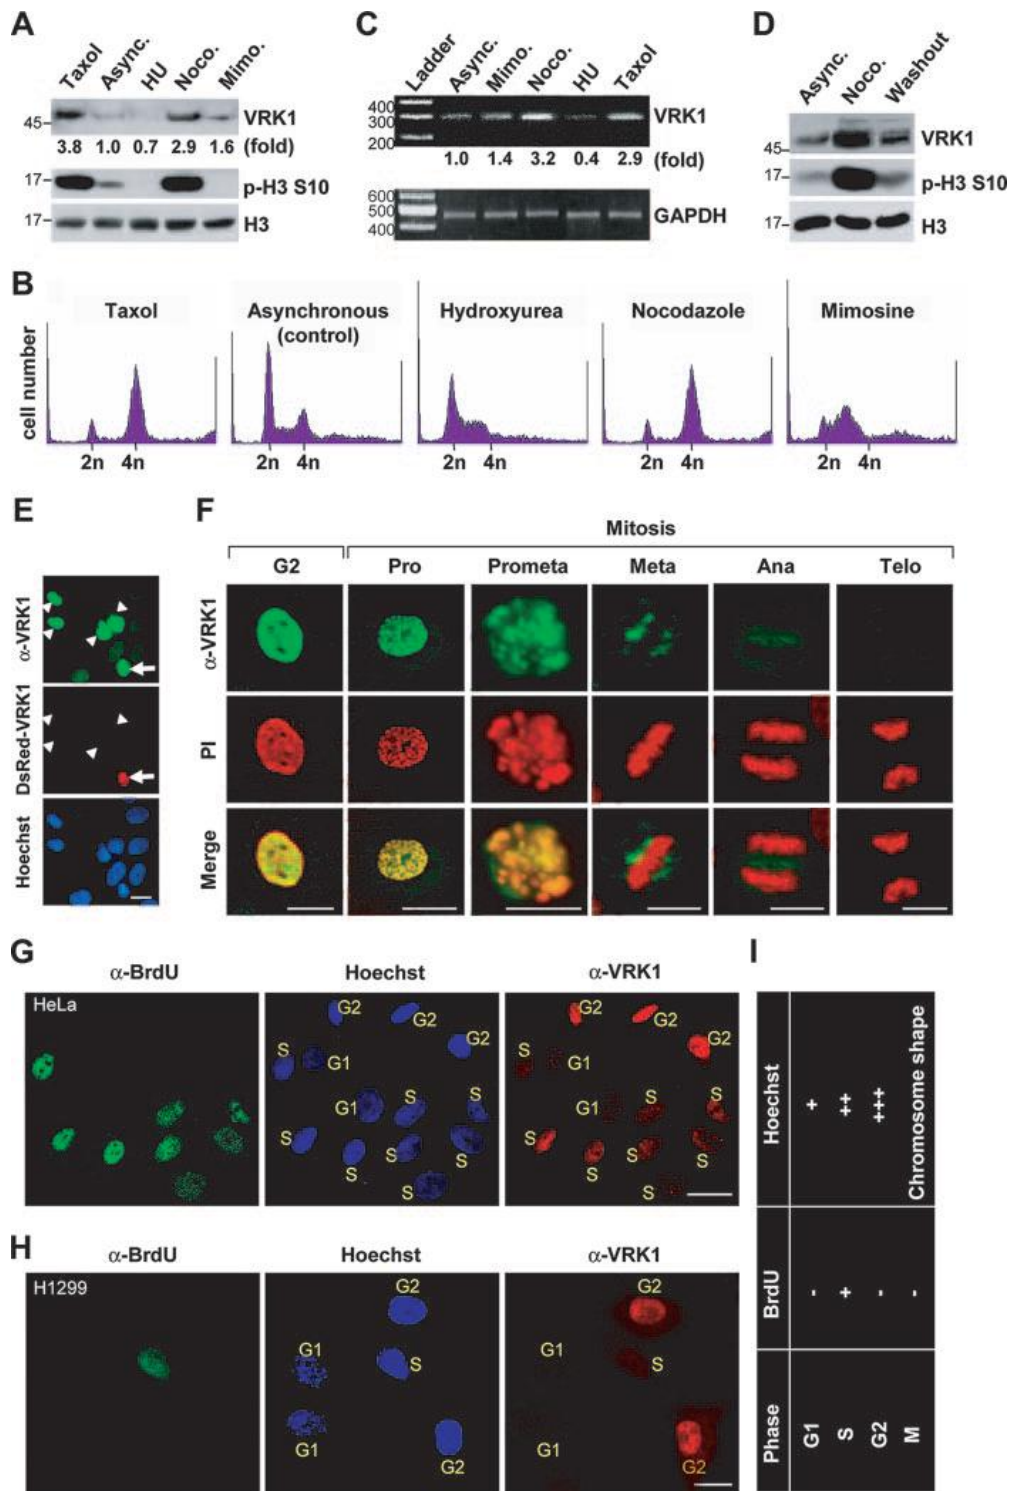 A
Taxol
Async.
HU
Noco.
Mimo.
45
VRK1
3.8 1.0 0.7 2.9 1.6 (fold)
17
p-H3 S10
17
H3
C
Ladder
Async.
Mimo.
Noco.
HU
Taxol
400
300
200
VRK1
1.0 1.4 3.2 0.4 2.9 (fold)
600
500
400
GAPDH
D
Async.
Noco.
Washout
45
VRK1
17
p-H3 S10
17
H3
B
cell number
Taxol
2n 4n
Asynchronous
(control)
2n 4n
Hydroxyurea
2n 4n
Nocodazole
2n 4n
Mimosine
2n 4n
E
α-VRK1
DsRed-VRK1
Hoechst
F
Mitosis
G2 Pro Prometa Meta Ana Telo
α-VRK1
PI
Merge
G
α-BrdU Hoechst α-VRK1
HeLa
G2
G2
G2
S
G1
G1
S
S
S
S
S
S
S
G2
G2
G2
S
G1
G1
S
S
S
S
S
S
S
H
α-BrdU Hoechst α-VRK1
H1299
G2
G1
S
G1
G2
G2
G1
S
G1
G2
I
Phase BrdU Hoechst
G1 - +
S + ++
G2 - +++
M - Chromosome shape